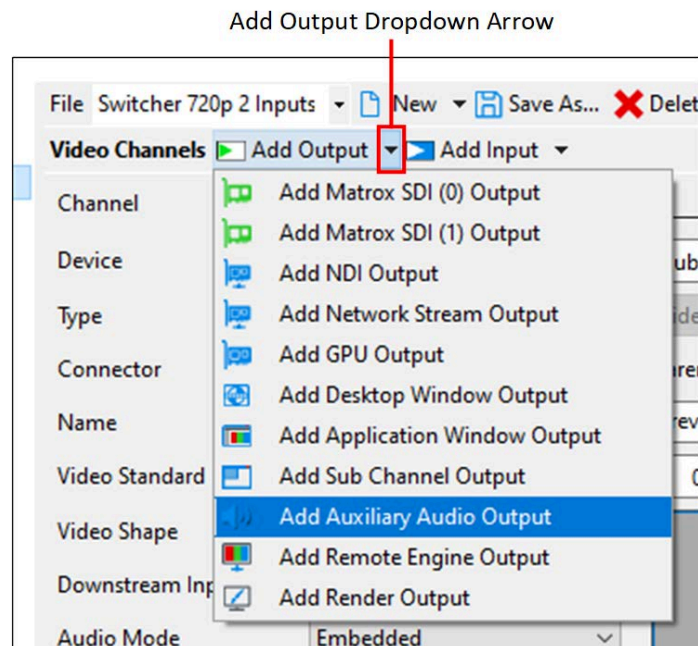 Add Output Dropdown Arrow
File Switcher 720p 2 Inputs New Save As... Delet
Video Channels Add Output Add Input
Channel
Add Matrox SDI (0) Output
Add Matrox SDI (1) Output
Device
Add NDI Output
ub
Type
Add Network Stream Output
ide
Connector
Add GPU Output
Add Desktop Window Output
Name
Add Application Window Output
rev
Video Standard
Add Sub Channel Output
Video Shape
Add Auxiliary Audio Output
Add Remote Engine Output
Downstream Inp
Add Render Output
Audio Mode Embedded